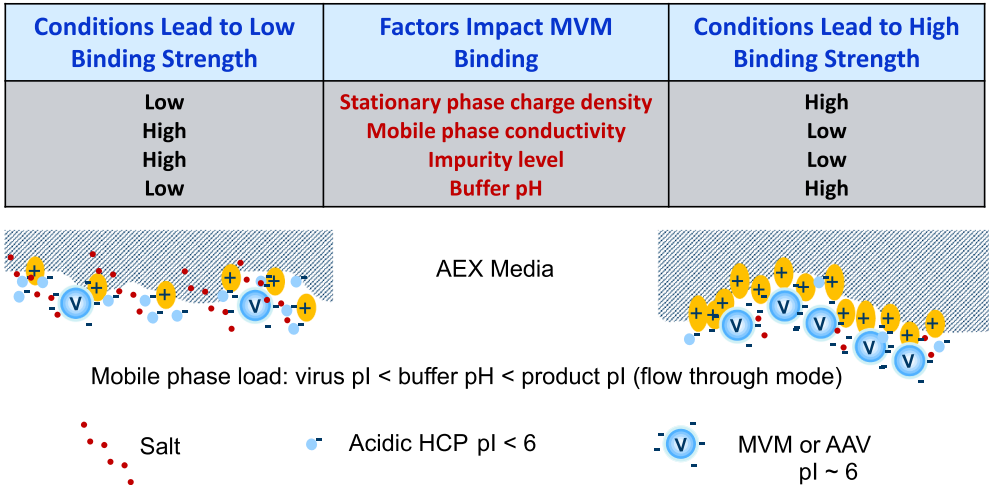 Conditions Lead to Low Binding Strength
Factors Impact MVM Binding
Conditions Lead to High Binding Strength
Low Stationary phase charge density High
High Mobile phase conductivity Low
High Impurity level Low
Low Buffer pH High
+ + + + + +
V V
AEX Media
+ + + + + + + + + + + +
V V V V V
Mobile phase load: virus pI < buffer pH < product pI (flow through mode)
Salt
Acidic HCP pI < 6
V
MVM or AAV
pI ~ 6